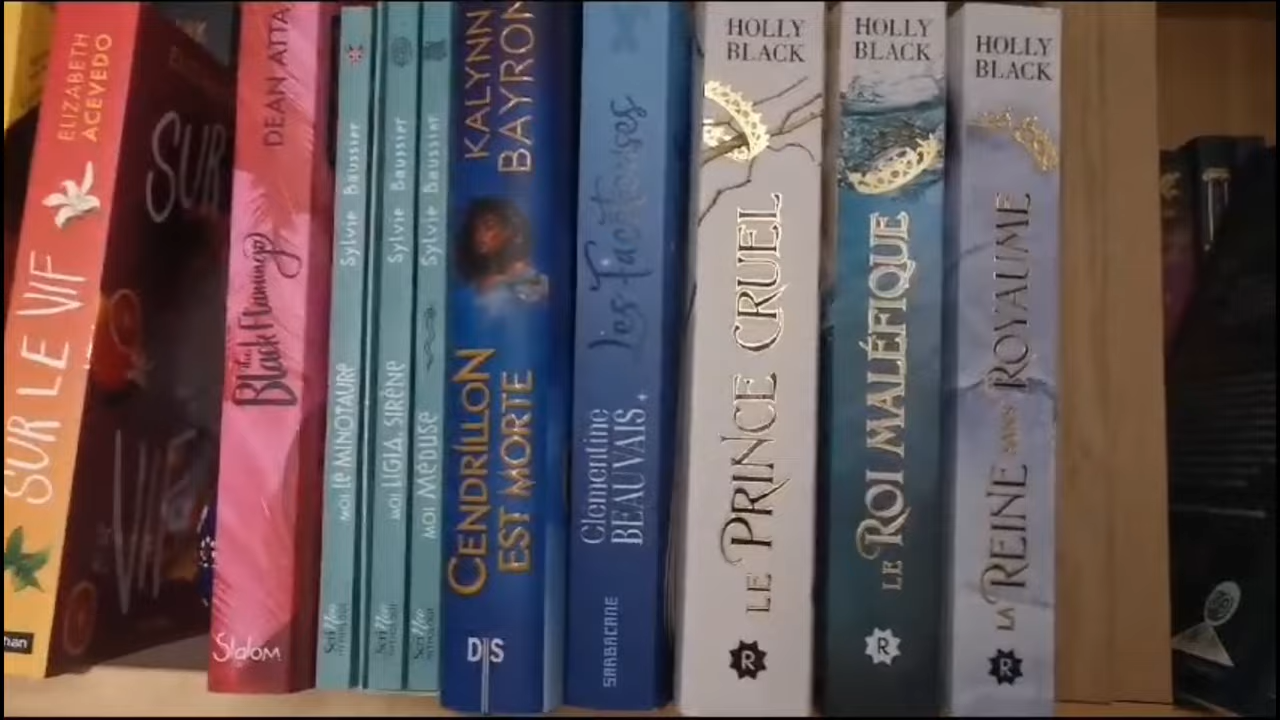 ELIZABETH
ACEVEDO
SUR LE VIF
SUR
VIF
DEAN ATTA
The
Black Flamingo
Slalom
Sylvie Baussier
MOI LE MINOTAURE
Sylvie Baussier
MOI LIGIA, SIRÈNE
Sylvie Baussier
MOI MÉDUSE
KALYNN
BAYRON
CENDRILLON
EST MORTE
DS
Les Facétieuses
Clémentine
BEAUVAIS
SARBACANE
HOLLY
BLACK
LE PRINCE CRUEL
R
HOLLY
BLACK
LE ROI MALÉFIQUE
R
HOLLY
BLACK
LA REINE SANS ROYAUME
R